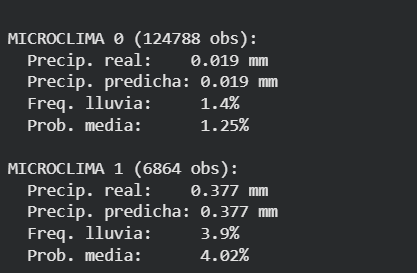 MICROCLIMA 0 (124788 obs):
Precip. real: 0.019 mm
Precip. predicha: 0.019 mm
Freq. lluvia: 1.4%
Prob. media: 1.25%
MICROCLIMA 1 (6864 obs):
Precip. real: 0.377 mm
Precip. predicha: 0.377 mm
Freq. lluvia: 3.9%
Prob. media: 4.02%